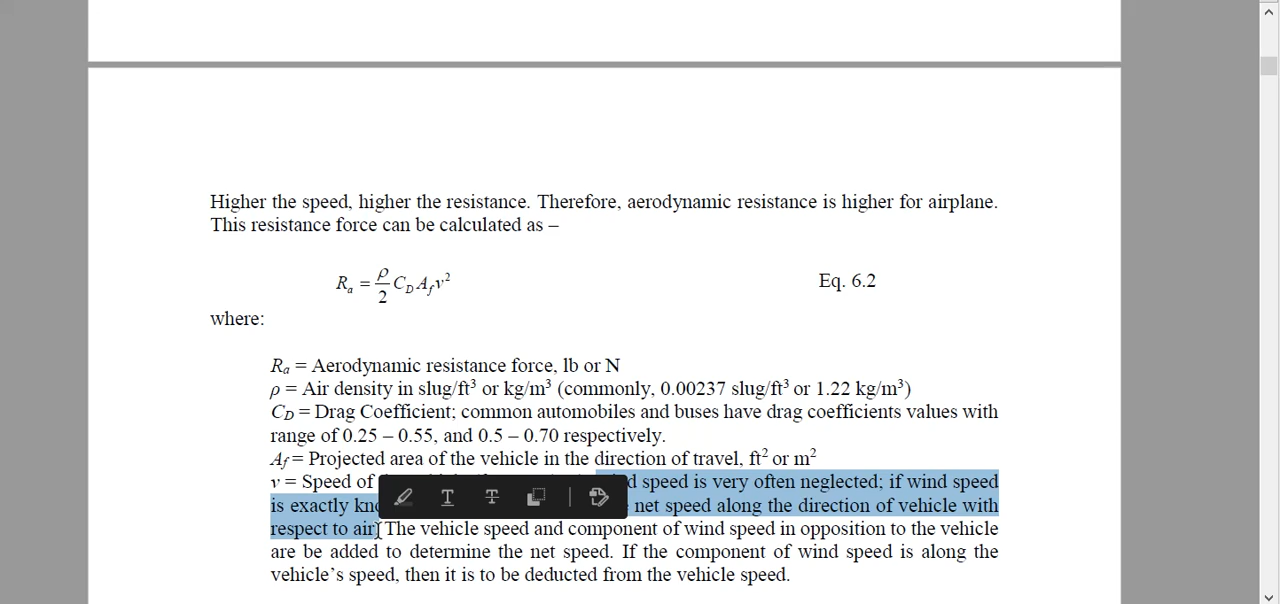 Higher the speed, higher the resistance. Therefore, aerodynamic resistance is higher for airplane.
This resistance force can be calculated as –
Rₐ = ρ/2 C_D A_f v² Eq. 6.2
where:
Rₐ = Aerodynamic resistance force, lb or N
ρ = Air density in slug/ft³ or kg/m³ (commonly, 0.00237 slug/ft³ or 1.22 kg/m³)
C_D = Drag Coefficient; common automobiles and buses have drag coefficients values with
range of 0.25 – 0.55, and 0.5 – 0.70 respectively.
A_f = Projected area of the vehicle in the direction of travel, ft² or m²
v = Speed of speed is very often neglected; if wind speed
is exactly net speed along the direction of vehicle with
respect to air. The vehicle speed and component of wind speed in opposition to the vehicle
are be added to determine the net speed. If the component of wind speed is along the
vehicle's speed, then it is to be deducted from the vehicle speed.